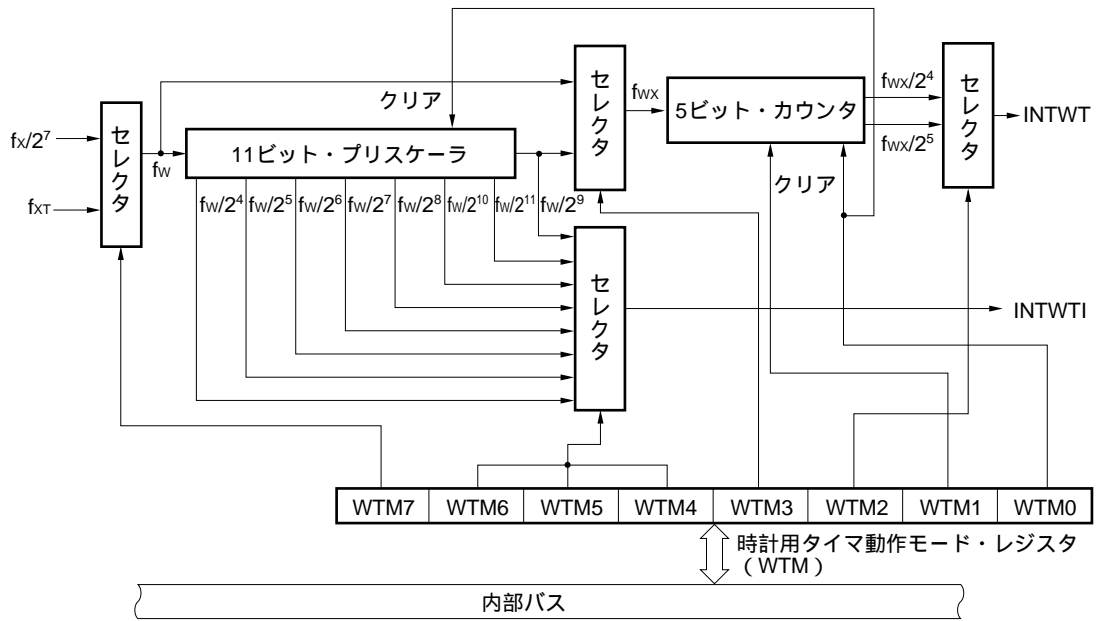 クリア
セレクタ
fX/2⁷
fXT
セレクタ
fW
11ビット・プリスケーラ
fW/2⁴
fW/2⁵
fW/2⁶
fW/2⁷
fW/2⁸
fW/2¹⁰
fW/2¹¹
fW/2⁹
fWX
5ビット・カウンタ
クリア
fWX/2⁴
fWX/2⁵
セレクタ
INTWT
セレクタ
INTWTI
WTM7 WTM6 WTM5 WTM4 WTM3 WTM2 WTM1 WTM0
時計用タイマ動作モード・レジスタ
(WTM)
内部バス